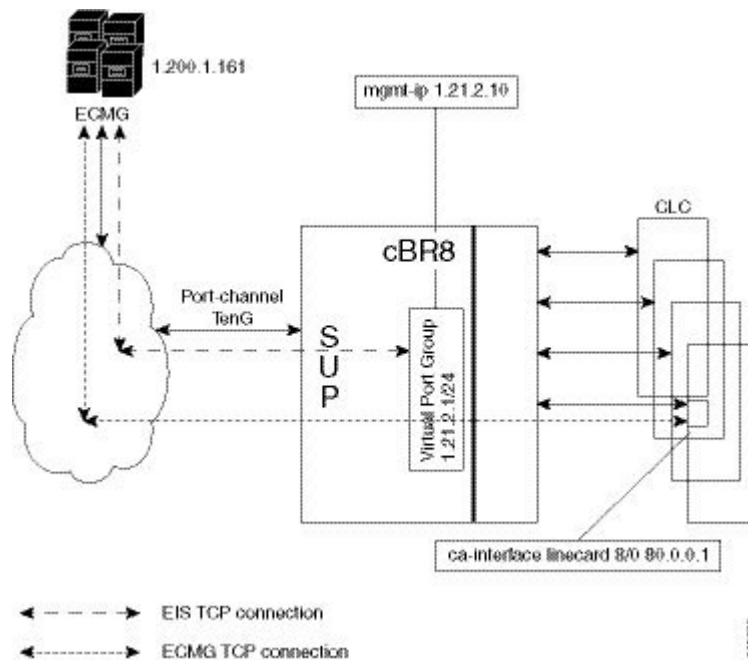 1.200.1.161
ECMG
mgmt-ip 1.21.2.10
CLC
cBR8
Port-channel
TenG
SUP
Virtual Port Group
1.21.2.1/24
ca-interface linecard 8/0 80.0.0.1
EIS TCP connection
ECMG TCP connection